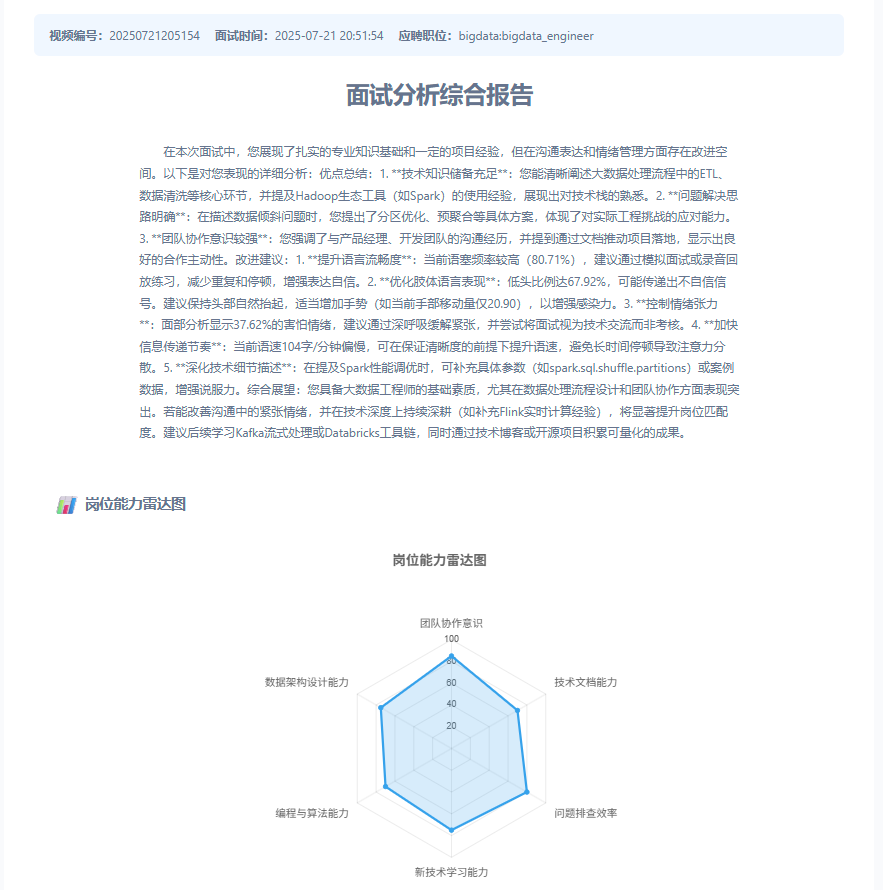 视频编号：20250721205154 面试时间：2025-07-21 20:51:54 应聘职位：bigdata:bigdata_engineer
面试分析综合报告
在本次面试中，您展现了扎实的专业知识基础和一定的项目经验，但在沟通表达和情绪管理方面存在改进空
间。以下是对您表现的详细分析：优点总结：1. **技术知识储备充足**：您能清晰阐述大数据处理流程中的ETL、
数据清洗等核心环节，并提及Hadoop生态工具（如Spark）的使用经验，展现出对技术栈的熟悉。2. **问题解决思
路明确**：在描述数据倾斜问题时，您提出了分区优化、预聚合等具体方案，体现了对实际工程挑战的应对能力。
3. **团队协作意识较强**：您强调了与产品经理、开发团队的沟通经历，并提到通过文档推动项目落地，显示出良
好的合作主动性。改进建议：1. **提升语言流畅度**：当前语塞频率较高（80.71%），建议通过模拟面试或录音回
放练习，减少重复和停顿，增强表达自信。2. **优化肢体语言表现**：低头比例达67.92%，可能传递出不自信信
号。建议保持头部自然抬起，适当增加手势（如当前手部移动量仅20.90），以增强感染力。3. **控制情绪张力
**：面部分析显示37.62%的害怕情绪，建议通过深呼吸缓解紧张，并尝试将面试视为技术交流而非考核。4. **加快
信息传递节奏**：当前语速104字/分钟偏慢，可在保证清晰度的前提下提升语速，避免长时间停顿导致注意力分
散。5. **深化技术细节描述**：在提及Spark性能调优时，可补充具体参数（如spark.sql.shuffle.partitions）或案例
数据，增强说服力。综合展望：您具备大数据工程师的基础素质，尤其在数据处理流程设计和团队协作方面表现突
出。若能改善沟通中的紧张情绪，并在技术深度上持续深耕（如补充Flink实时计算经验），将显著提升岗位匹配
度。建议后续学习Kafka流式处理或Databricks工具链，同时通过技术博客或开源项目积累可量化的成果。
岗位能力雷达图
岗位能力雷达图
团队协作意识
100
80
数据架构设计能力
60
技术文档能力
40
20
编程与算法能力
问题排查效率
新技术学习能力